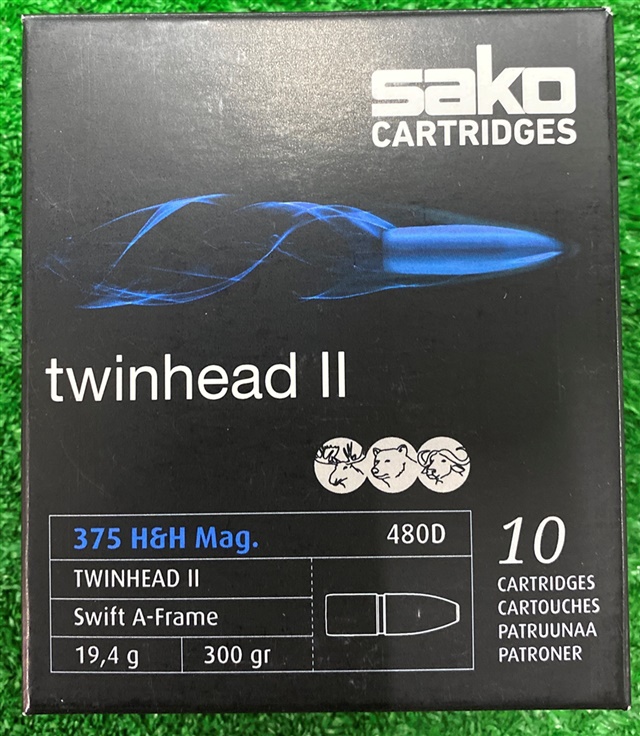 sako
CARTRIDGES
twinhead II
375 H&H Mag. 480D
TWINHEAD II
Swift A-Frame
19,4 g 300 gr
10
CARTRIDGES
CARTOUCHES
PATRUUNAA
PATRONER